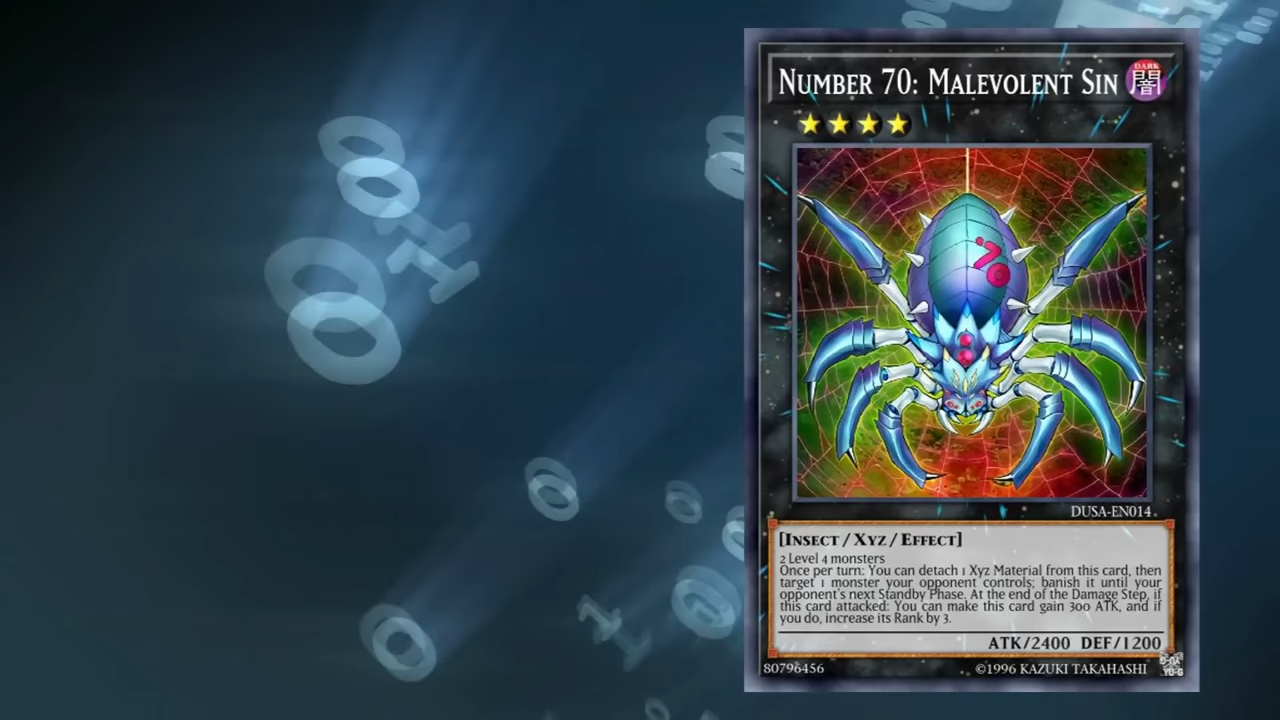 NUMBER 70: MALEVOLENT SIN
DARK
闇
70
DUSA-EN014
[INSECT / XYZ / EFFECT]
2 Level 4 monsters
Once per turn: You can detach 1 Xyz Material from this card, then
target 1 monster your opponent controls; banish it until your
opponent's next Standby Phase. At the end of the Damage Step, if
this card attacked: You can make this card gain 300 ATK, and if
you do, increase its Rank by 3.
ATK/2400 DEF/1200
80796456
©1996 KAZUKI TAKAHASHI